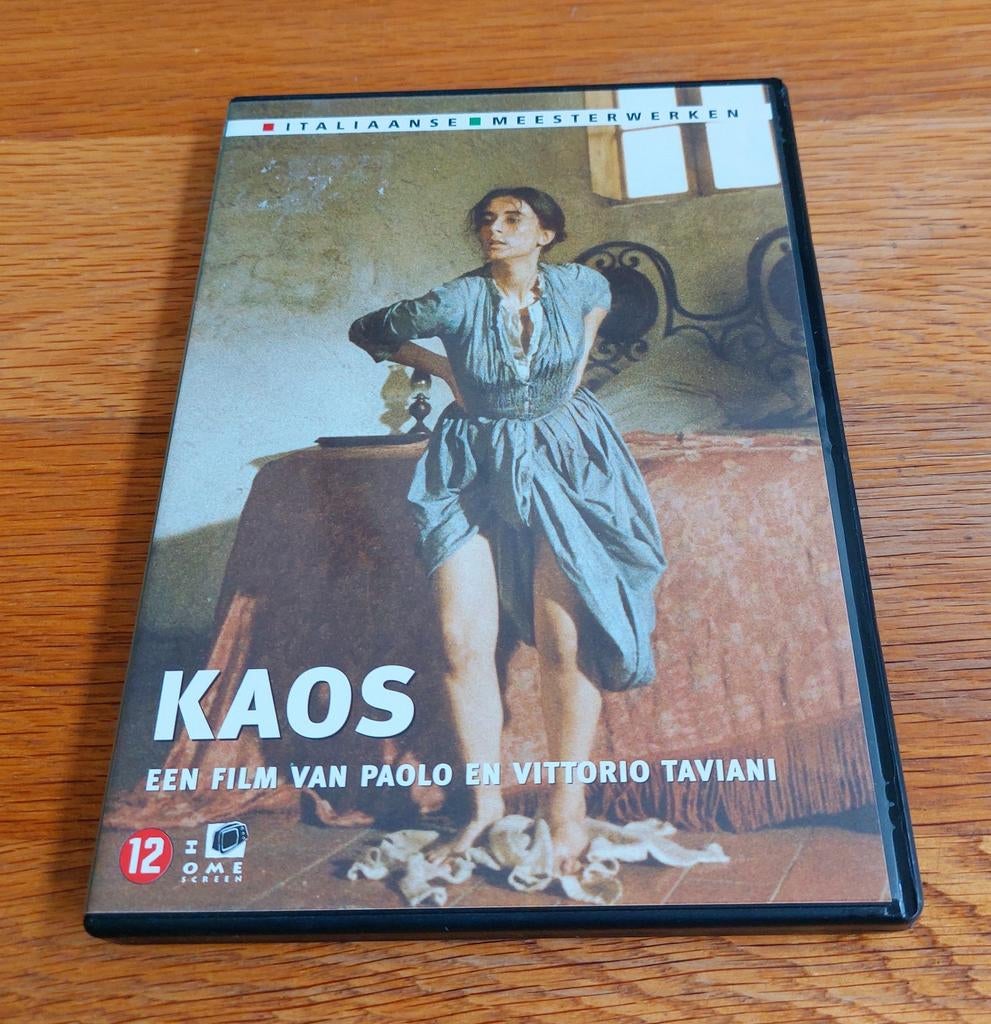 ITALIAANSE MEESTERWERKEN
KAOS
EEN FILM VAN PAOLO EN VITTORIO TAVIANI
12
HOME
SCREEN